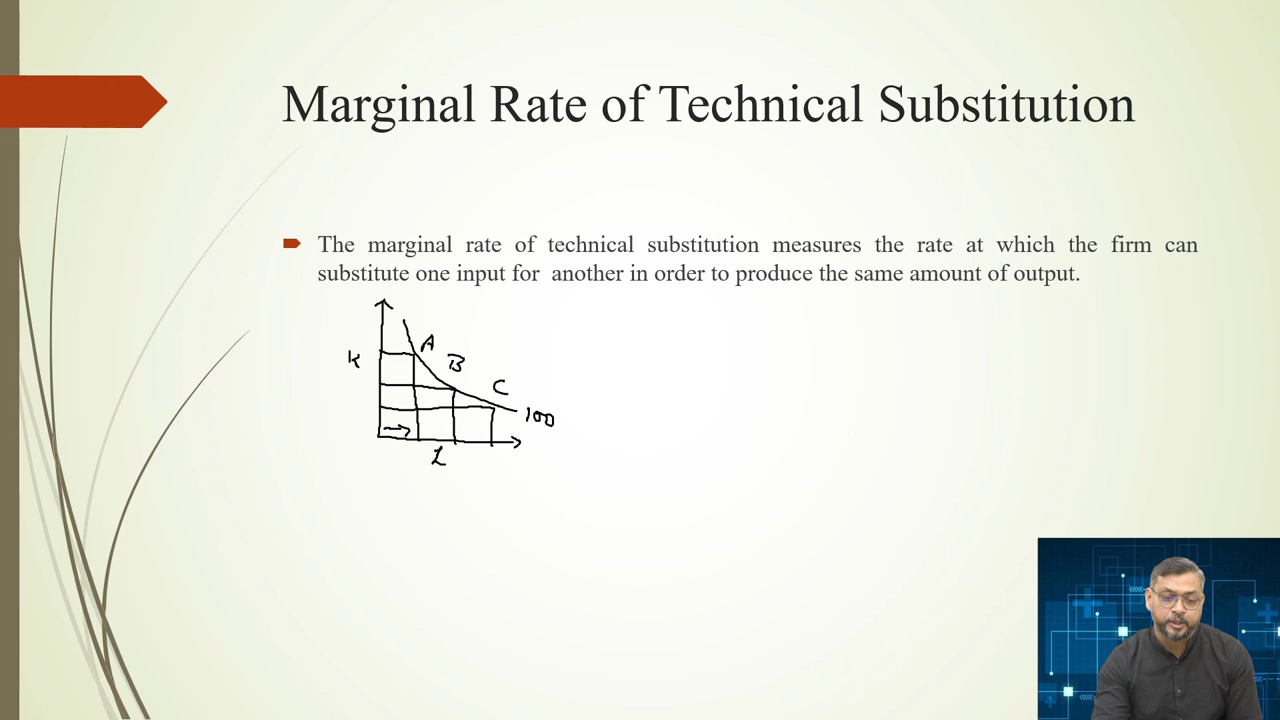 Marginal Rate of Technical Substitution
The marginal rate of technical substitution measures the rate at which the firm can
substitute one input for another in order to produce the same amount of output.
A
K
B
C
100
L